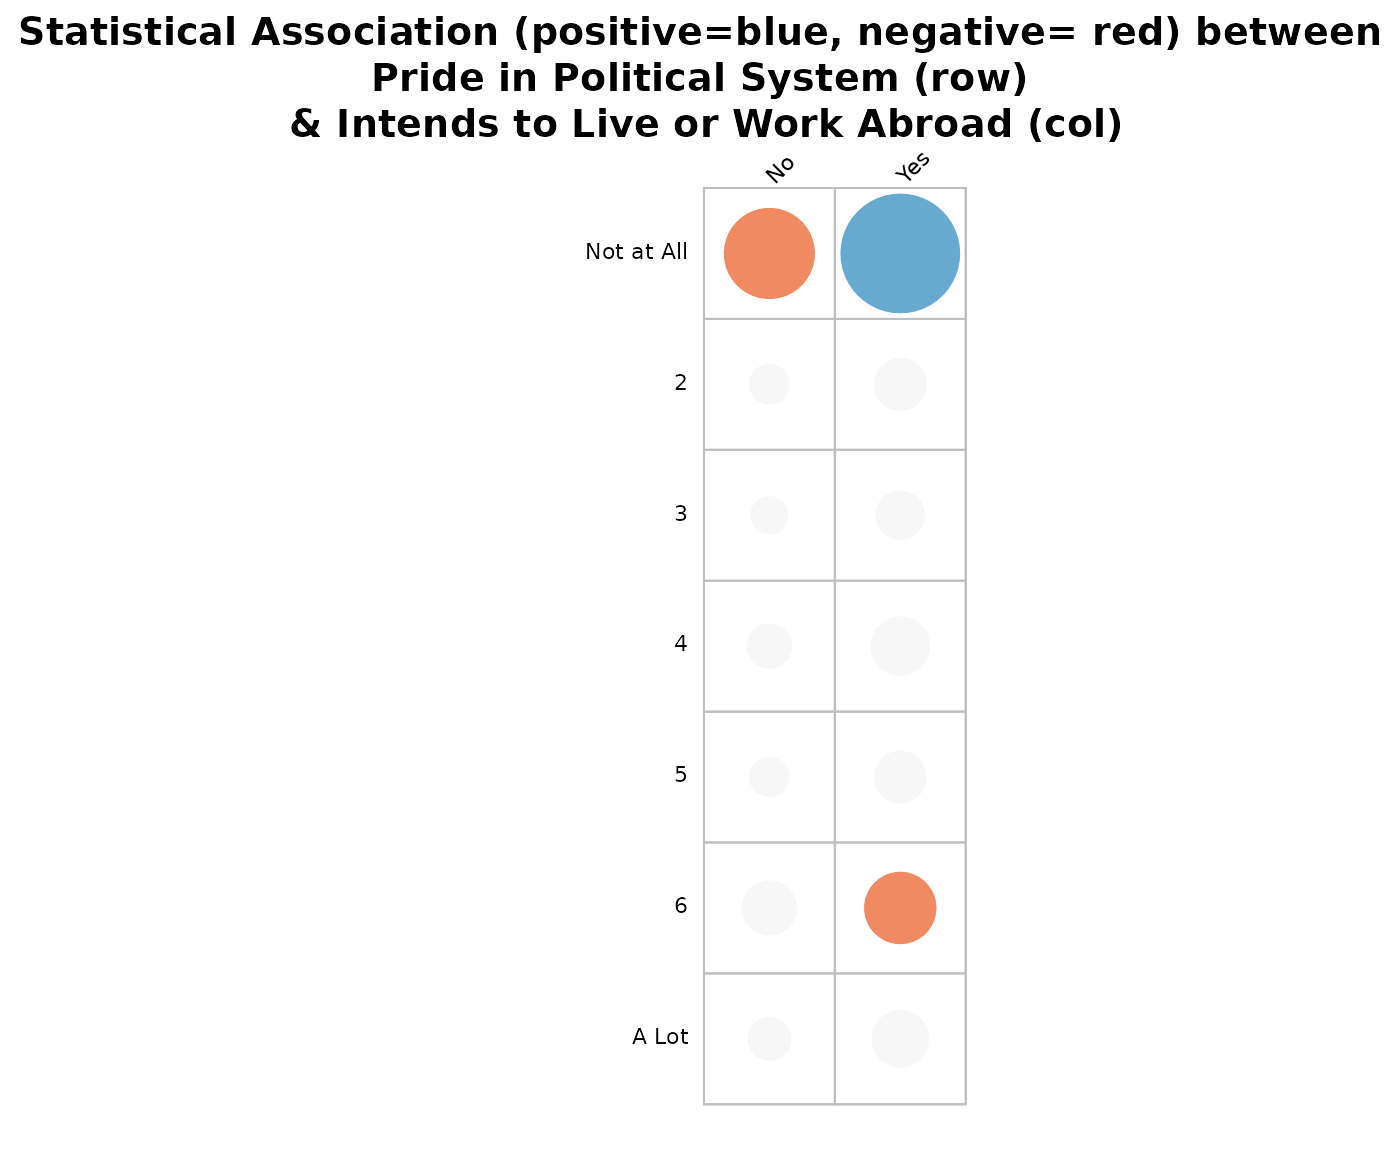 Statistical Association (positive=blue, negative= red) between
Pride in Political System (row)
& Intends to Live or Work Abroad (col)
No Yes
Not at All
2
3
4
5
6
A Lot